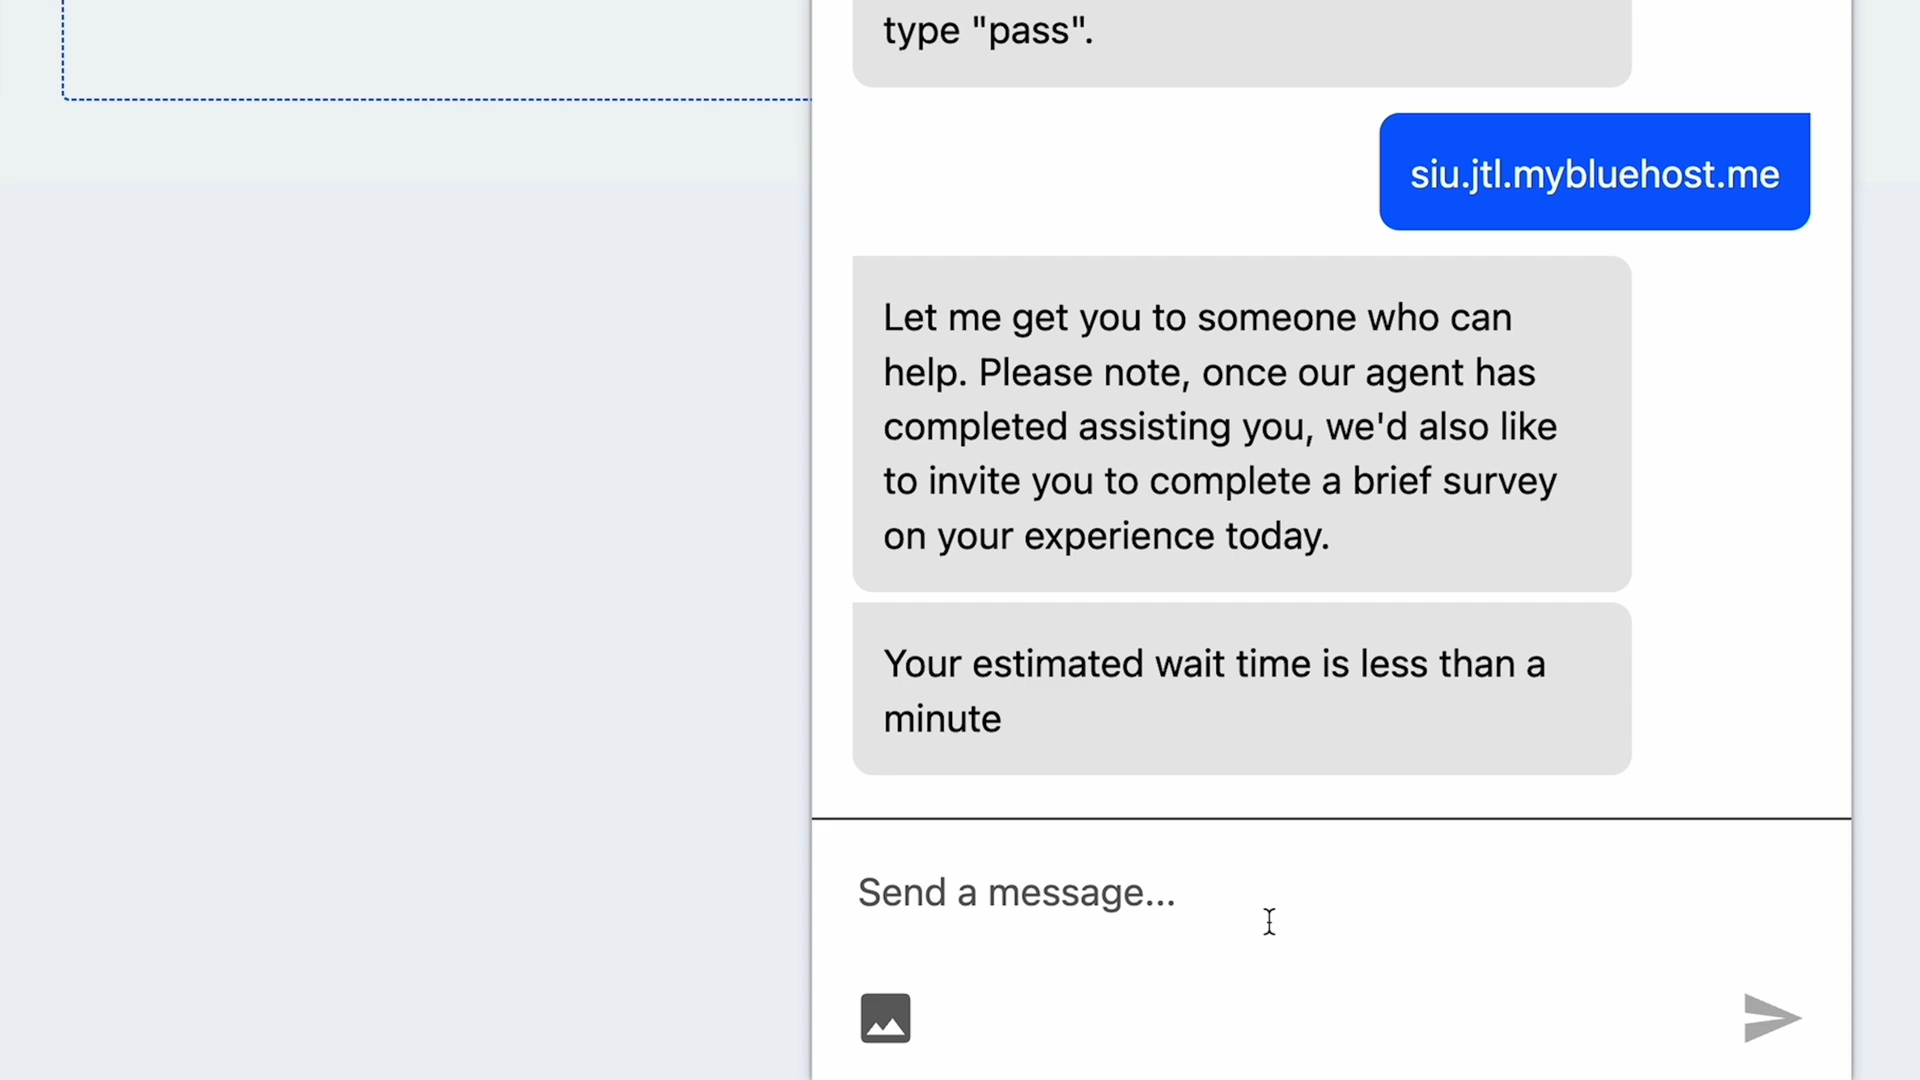 type "pass".
siu.jtl.mybluehost.me
Let me get you to someone who can
help. Please note, once our agent has
completed assisting you, we'd also like
to invite you to complete a brief survey
on your experience today.
Your estimated wait time is less than a
minute
Send a message...